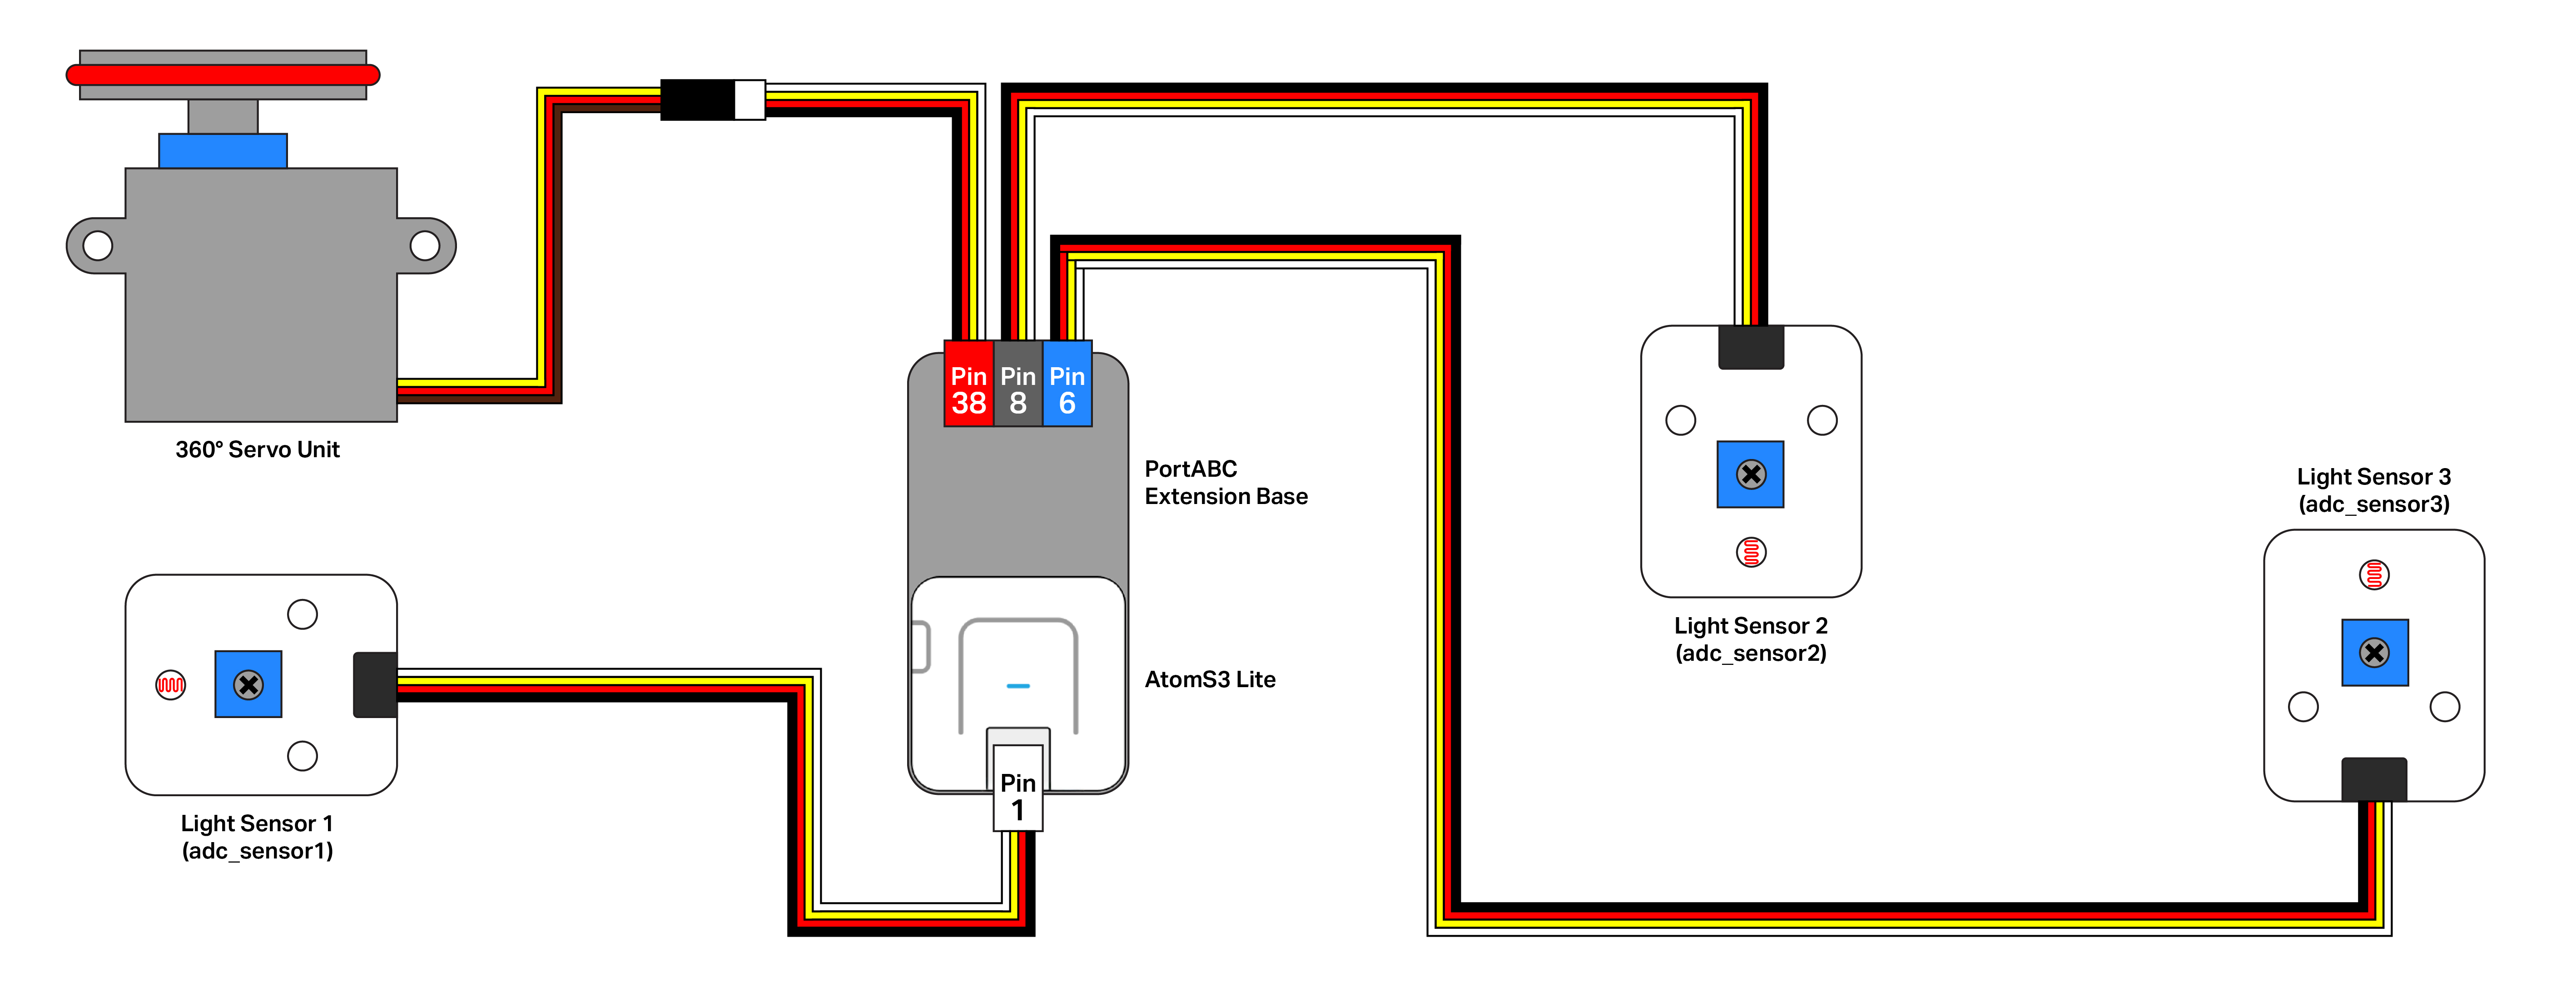 360° Servo Unit
Pin
38
Pin
8
Pin
6
PortABC
Extension Base
AtomS3 Lite
Pin
1
Light Sensor 1
(adc_sensor1)
Light Sensor 2
(adc_sensor2)
Light Sensor 3
(adc_sensor3)